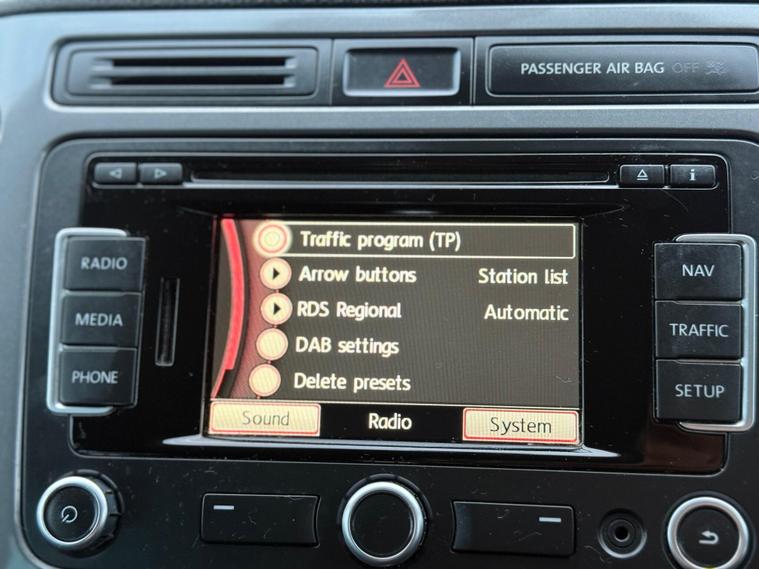 PASSENGER AIR BAG OFF
i
RADIO
MEDIA
PHONE
Traffic program (TP)
Arrow buttons Station list
RDS Regional Automatic
DAB settings
Delete presets
Sound Radio System
NAV
TRAFFIC
SETUP